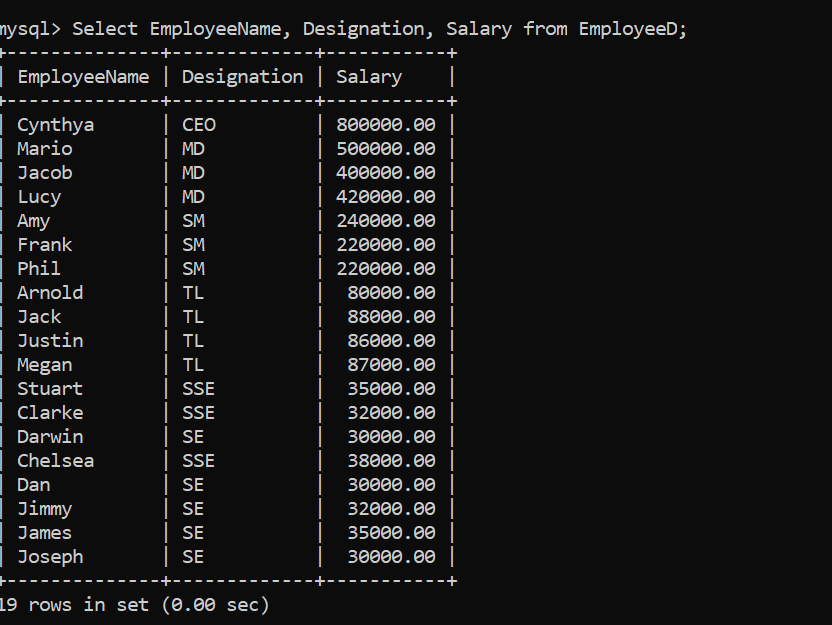 mysql> Select EmployeeName, Designation, Salary from EmployeeD;
+--------------+-------------+-----------+
| EmployeeName | Designation | Salary    |
+--------------+-------------+-----------+
| Cynthya      | CEO         | 800000.00 |
| Mario        | MD          | 500000.00 |
| Jacob        | MD          | 400000.00 |
| Lucy         | MD          | 420000.00 |
| Amy          | SM          | 240000.00 |
| Frank        | SM          | 220000.00 |
| Phil         | SM          | 220000.00 |
| Arnold       | TL          |  80000.00 |
| Jack         | TL          |  88000.00 |
| Justin       | TL          |  86000.00 |
| Megan        | TL          |  87000.00 |
| Stuart       | SSE         |  35000.00 |
| Clarke       | SSE         |  32000.00 |
| Darwin       | SE          |  30000.00 |
| Chelsea      | SSE         |  38000.00 |
| Dan          | SE          |  30000.00 |
| Jimmy        | SE          |  32000.00 |
| James        | SE          |  35000.00 |
| Joseph       | SE          |  30000.00 |
+--------------+-------------+-----------+
19 rows in set (0.00 sec)